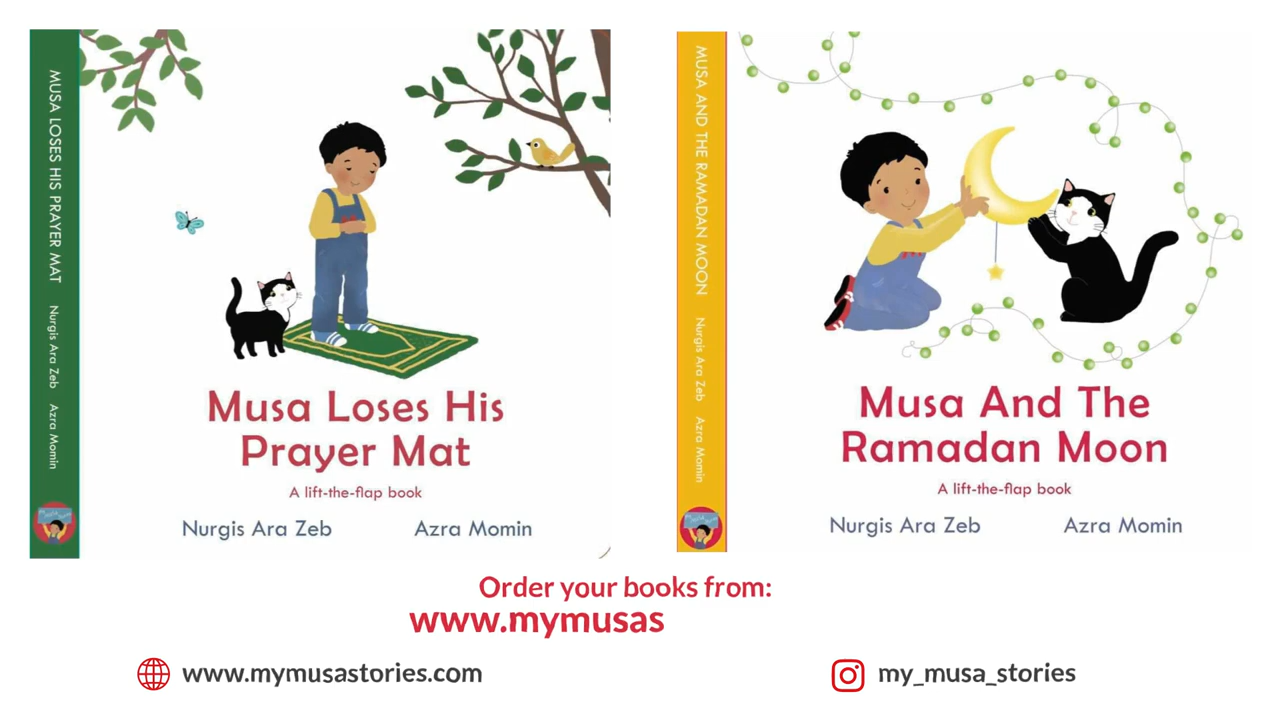 MUSA LOSES HIS PRAYER MAT Nurgis Ara Zeb Azra Momin
Musa Loses His
Prayer Mat
A lift-the-flap book
Nurgis Ara Zeb Azra Momin
MUSA AND THE RAMADAN MOON Nurgis Ara Zeb Azra Momin
Musa And The
Ramadan Moon
A lift-the-flap book
Nurgis Ara Zeb Azra Momin
Order your books from:
www.mymusas
www.mymusastories.com
my_musa_stories